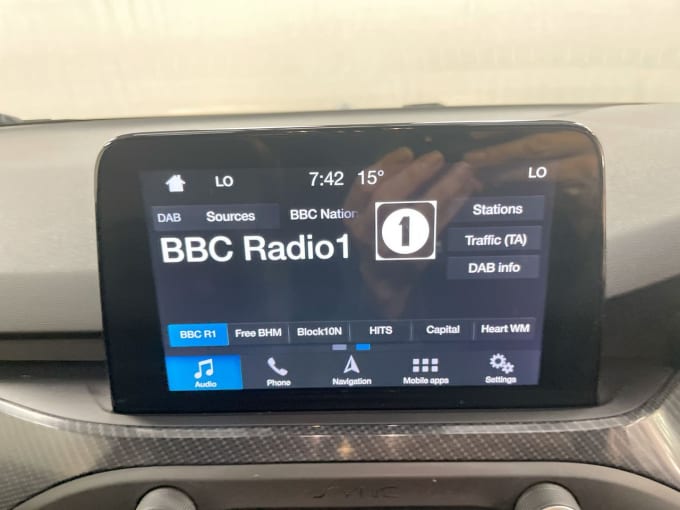 LO 7:42 15° LO
DAB Sources BBC Nation
1
Stations
BBC Radio1
Traffic (TA)
DAB info
BBC R1 Free BHM Block10N HITS Capital Heart WM
Audio Phone Navigation Mobile apps Settings
SYNC